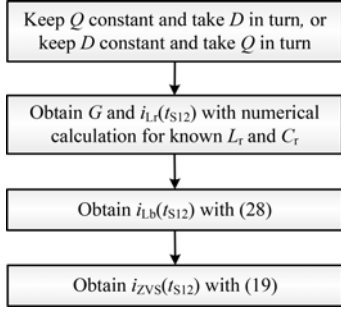 Keep Q constant and take D in turn, or
keep D constant and take Q in turn
Obtain G and iLr(tS12) with numerical
calculation for known Lr and Cr
Obtain iLb(tS12) with (28)
Obtain iZVS(tS12) with (19)